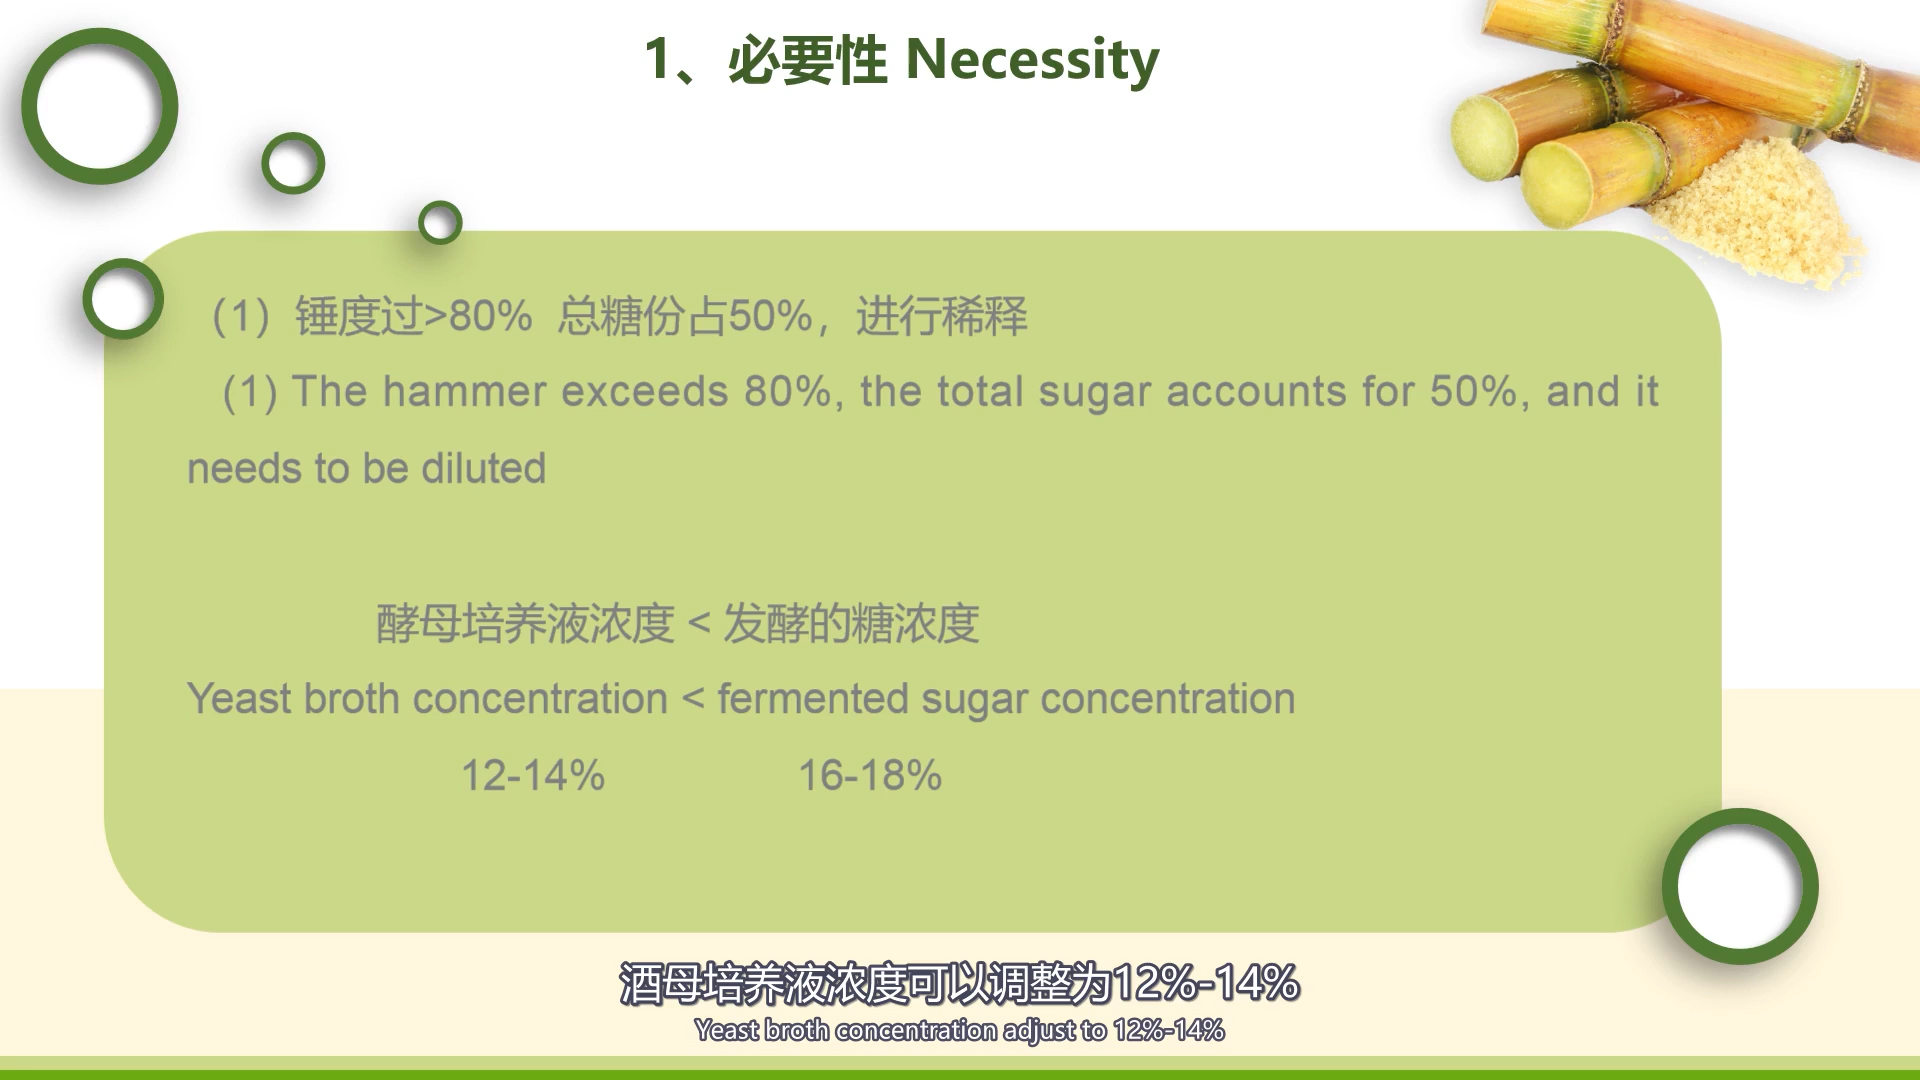 1、必要性 Necessity
(1) 锤度过>80% 总糖份占50%，进行稀释
(1) The hammer exceeds 80%, the total sugar accounts for 50%, and it
needs to be diluted
酵母培养液浓度 < 发酵的糖浓度
Yeast broth concentration < fermented sugar concentration
12-14% 16-18%
酒母培养液浓度可以调整为12%-14%
Yeast broth concentration adjust to 12%-14%